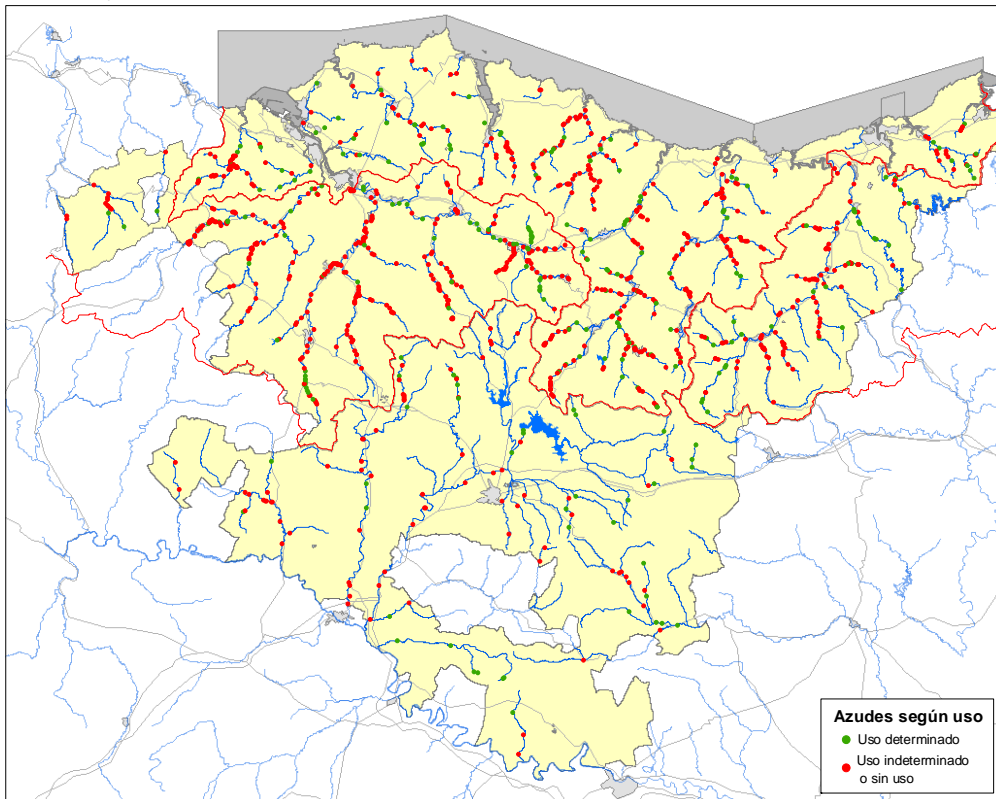 Azudes según uso
Uso determinado
Uso indeterminado
o sin uso